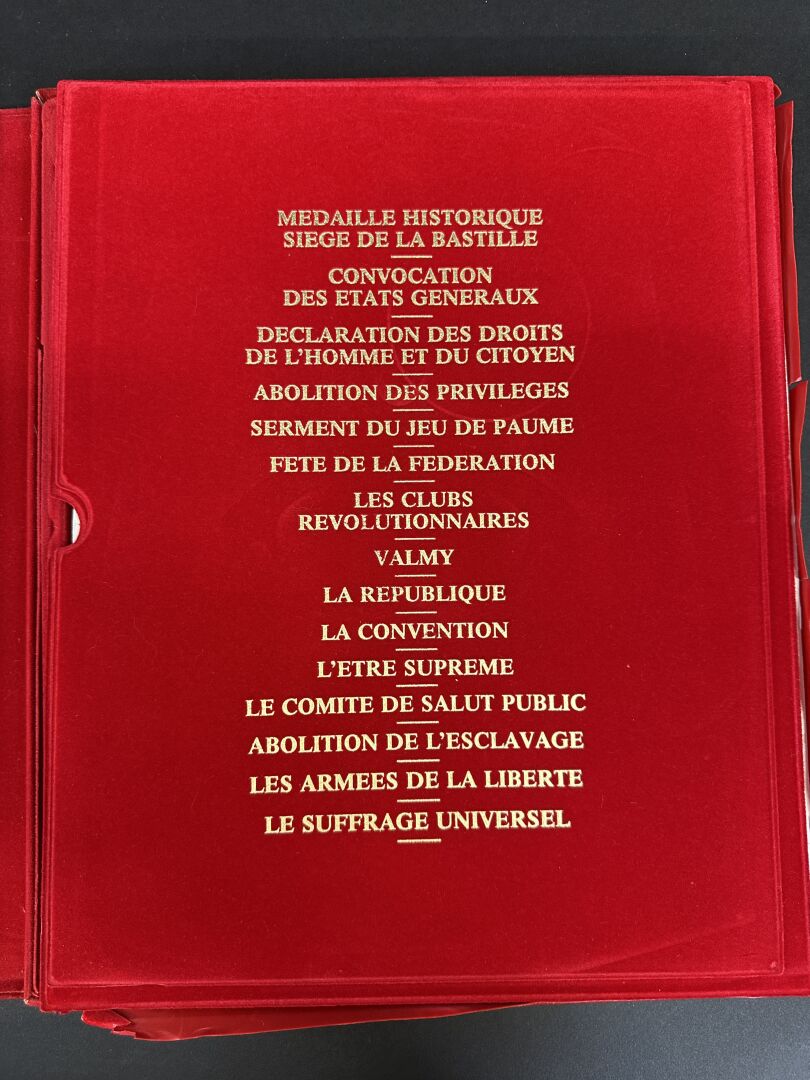 MEDAILLE HISTORIQUE
SIEGE DE LA BASTILLE
CONVOCATION
DES ETATS GENERAUX
DECLARATION DES DROITS
DE L'HOMME ET DU CITOYEN
ABOLITION DES PRIVILEGES
SERMENT DU JEU DE PAUME
FETE DE LA FEDERATION
LES CLUBS
REVOLUTIONNAIRES
VALMY
LA REPUBLIQUE
LA CONVENTION
L'ETRE SUPREME
LE COMITE DE SALUT PUBLIC
ABOLITION DE L'ESCLAVAGE
LES ARMEES DE LA LIBERTE
LE SUFFRAGE UNIVERSEL